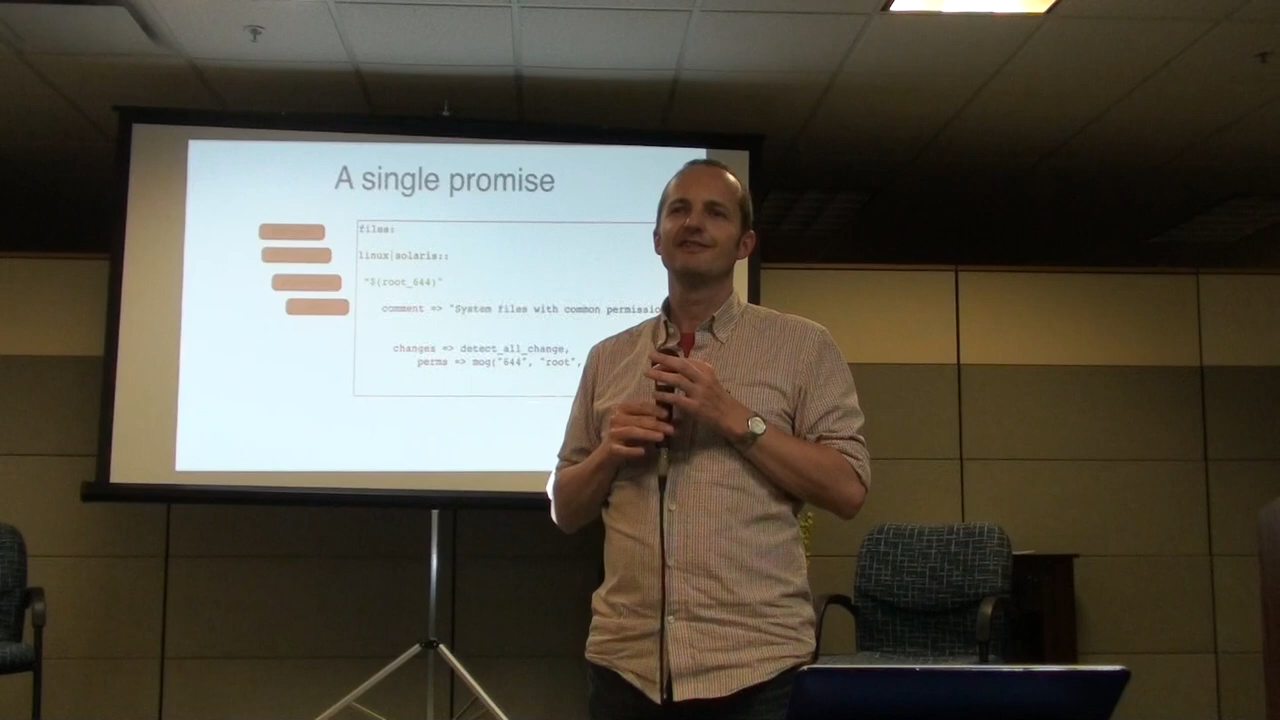 A single promise
files:
linux|solaris::
"$(root_644)"
comment => "System files with common permissio
changes => detect_all_change,
perms => mog("644", "root",